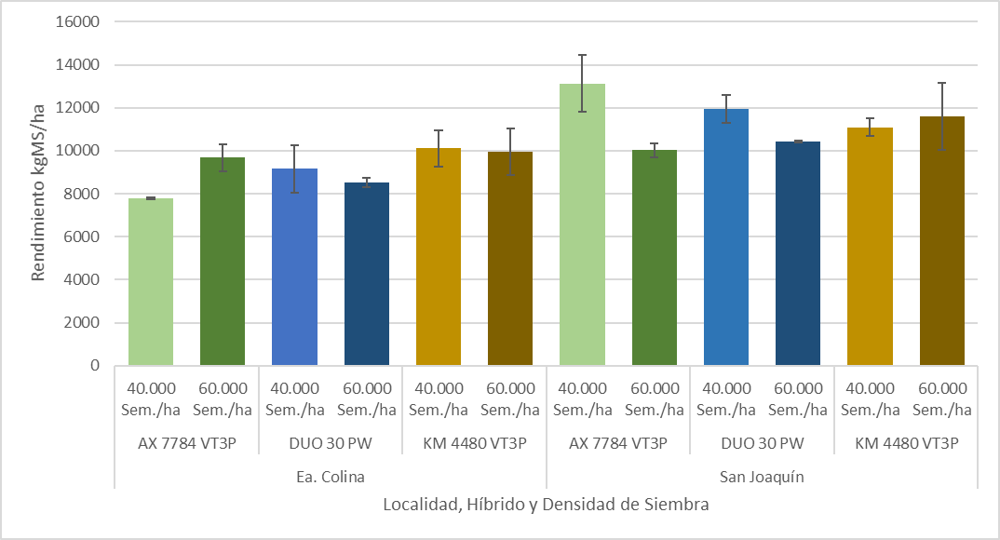 16000
14000
12000
10000
8000
6000
4000
2000
0
Rendimiento kgMS/ha
40.000 60.000 40.000 60.000 40.000 60.000 40.000 60.000 40.000 60.000 40.000 60.000
Sem./ha Sem./ha Sem./ha Sem./ha Sem./ha Sem./ha Sem./ha Sem./ha Sem./ha Sem./ha Sem./ha Sem./ha
AX 7784 VT3P DUO 30 PW KM 4480 VT3P AX 7784 VT3P DUO 30 PW KM 4480 VT3P
Ea. Colina San Joaquín
Localidad, Híbrido y Densidad de Siembra